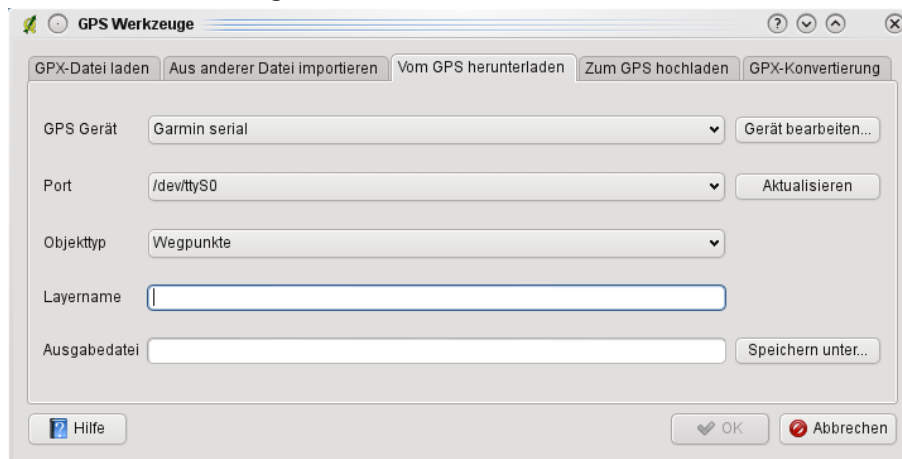 GPS Werkzeuge
GPX-Datei laden Aus anderer Datei importieren Vom GPS herunterladen Zum GPS hochladen GPX-Konvertierung
GPS Gerät Garmin serial Gerät bearbeiten...
Port /dev/ttyS0 Aktualisieren
Objekttyp Wegpunkte
Layername
Ausgabedatei Speichern unter...
Hilfe OK Abbrechen